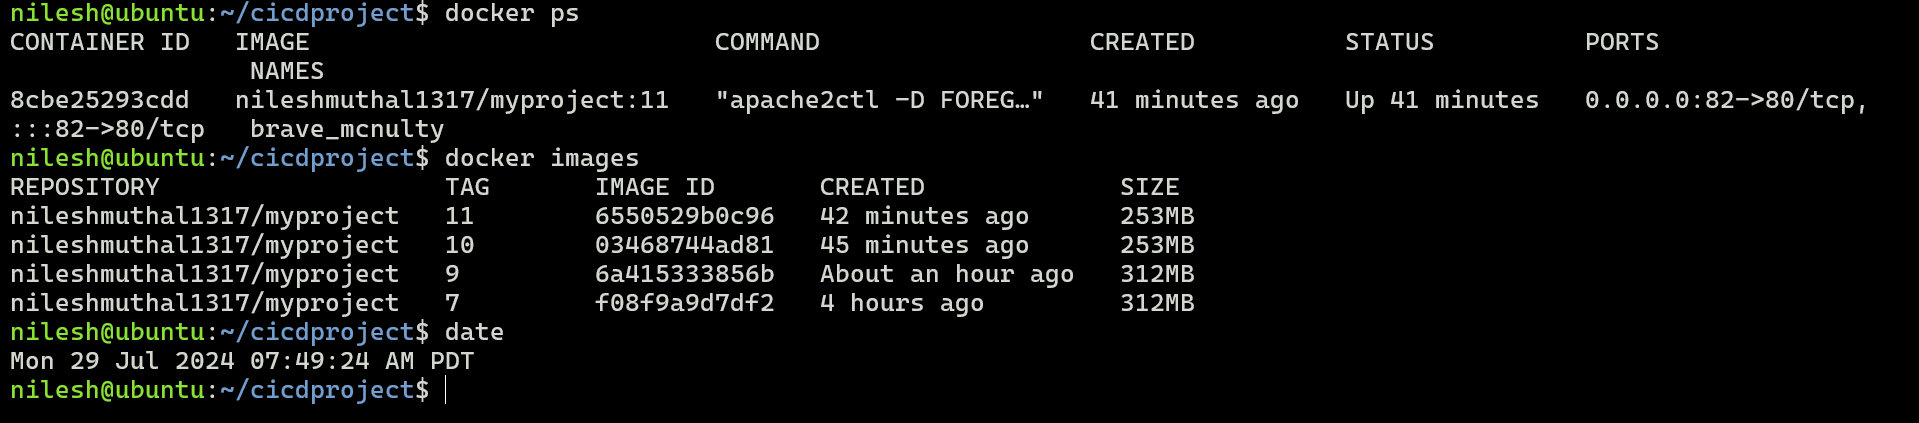 nilesh@ubuntu:~/cicdproject$ docker ps
CONTAINER ID   IMAGE                           COMMAND                  CREATED          STATUS          PORTS
                NAMES
8cbe25293cdd   nileshmuthal1317/myproject:11   "apache2ctl -D FOREG…"   41 minutes ago   Up 41 minutes   0.0.0.0:82->80/tcp,
:::82->80/tcp   brave_mcnulty
nilesh@ubuntu:~/cicdproject$ docker images
REPOSITORY                   TAG       IMAGE ID       CREATED             SIZE
nileshmuthal1317/myproject   11        6550529b0c96   42 minutes ago      253MB
nileshmuthal1317/myproject   10        03468744ad81   45 minutes ago      253MB
nileshmuthal1317/myproject   9         6a415333856b   About an hour ago   312MB
nileshmuthal1317/myproject   7         f08f9a9d7df2   4 hours ago         312MB
nilesh@ubuntu:~/cicdproject$ date
Mon 29 Jul 2024 07:49:24 AM PDT
nilesh@ubuntu:~/cicdproject$